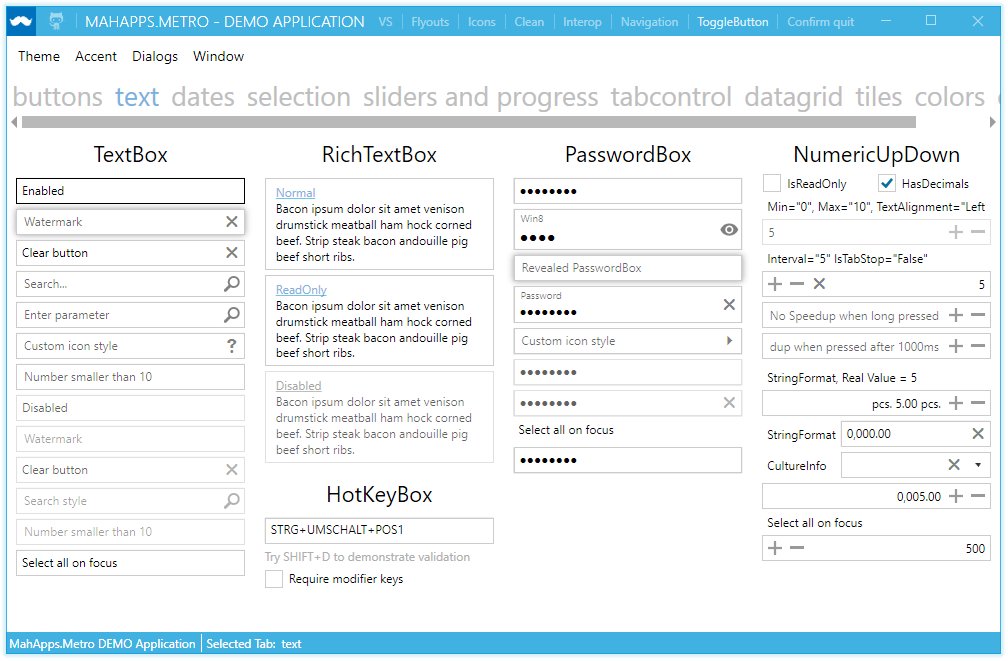 MAHAPPS.METRO - DEMO APPLICATION VS Flyouts Icons Clean Interop Navigation ToggleButton Confirm quit
Theme Accent Dialogs Window
buttons text dates selection sliders and progress tabcontrol datagrid tiles colors
TextBox
Enabled
Watermark
Clear button
Search...
Enter parameter
Custom icon style
Number smaller than 10
Disabled
Watermark
Clear button
Search style
Number smaller than 10
Select all on focus
RichTextBox
Normal
Bacon ipsum dolor sit amet venison
drumstick meatball ham hock corned
beef. Strip steak bacon andouille pig
beef short ribs.
ReadOnly
Bacon ipsum dolor sit amet venison
drumstick meatball ham hock corned
beef. Strip steak bacon andouille pig
beef short ribs.
Disabled
Bacon ipsum dolor sit amet venison
drumstick meatball ham hock corned
beef. Strip steak bacon andouille pig
beef short ribs.
HotKeyBox
STRG+UMSCHALT+POS1
Try SHIFT+D to demonstrate validation
Require modifier keys
PasswordBox
●●●●●●●●
Win8
●●●●
Revealed PasswordBox
Password
●●●●●●●●
Custom icon style
●●●●●●●●
●●●●●●●●
Select all on focus
●●●●●●●●
NumericUpDown
IsReadOnly HasDecimals
Min="0", Max="10", TextAlignment="Left
5
Interval="5" IsTabStop="False"
5
No Speedup when long pressed
dup when pressed after 1000ms
StringFormat, Real Value = 5
pcs. 5.00 pcs.
StringFormat 0,000.00
CultureInfo
0,005.00
Select all on focus
500
MahApps.Metro DEMO Application Selected Tab: text